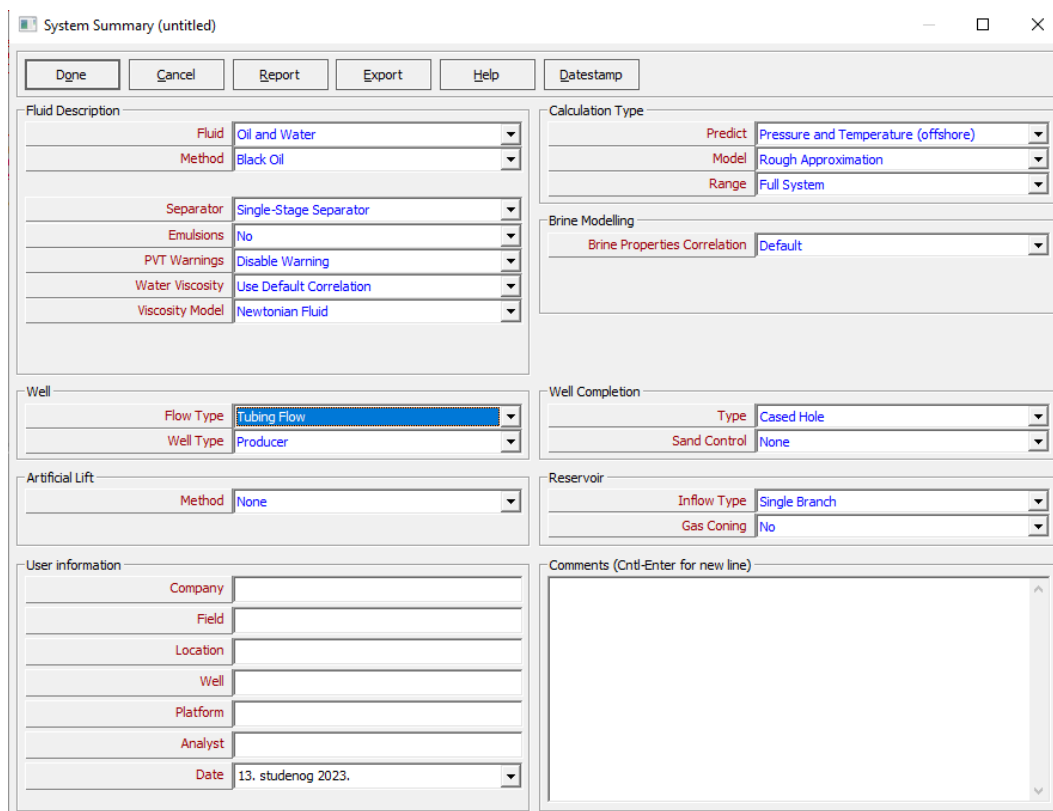 System Summary (untitled)
Done Cancel Report Export Help Datestamp
Fluid Description
Fluid Oil and Water
Method Black Oil
Separator Single-Stage Separator
Emulsions No
PVT Warnings Disable Warning
Water Viscosity Use Default Correlation
Viscosity Model Newtonian Fluid
Calculation Type
Predict Pressure and Temperature (offshore)
Model Rough Approximation
Range Full System
Brine Modelling
Brine Properties Correlation Default
Well
Flow Type Tubing Flow
Well Type Producer
Well Completion
Type Cased Hole
Sand Control None
Artificial Lift
Method None
Reservoir
Inflow Type Single Branch
Gas Coning No
User information
Company
Field
Location
Well
Platform
Analyst
Date 13. studenog 2023.
Comments (Cntl-Enter for new line)